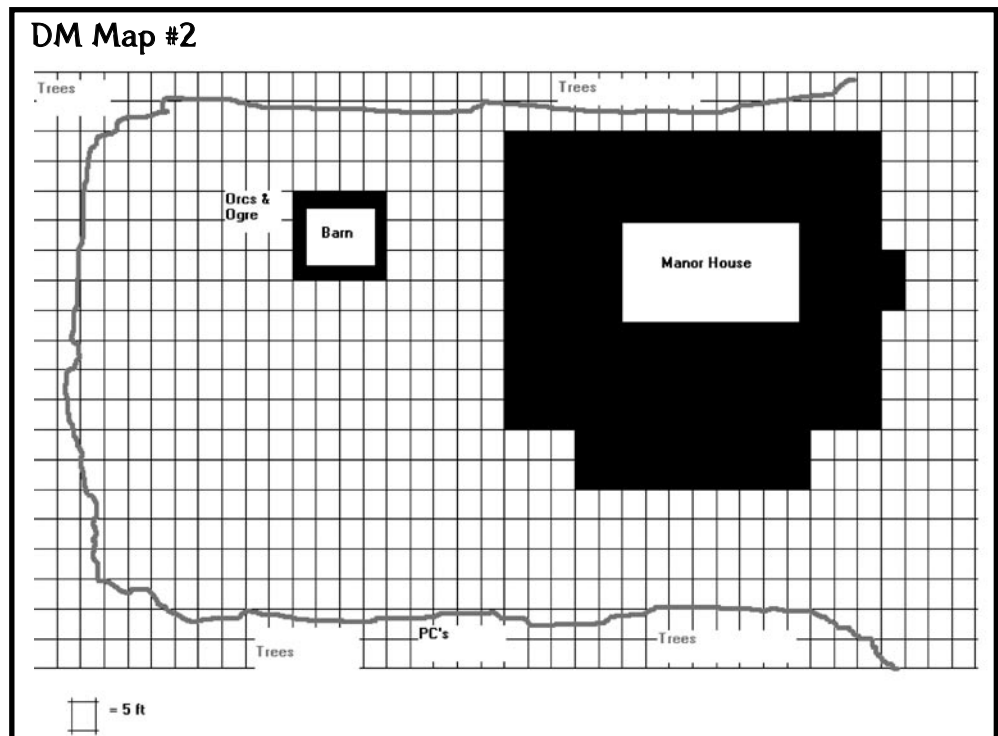 DM Map #2
Trees
Trees
Orcs &
Ogre
Barn
Manor House
PC's
Trees
Trees
= 5 ft